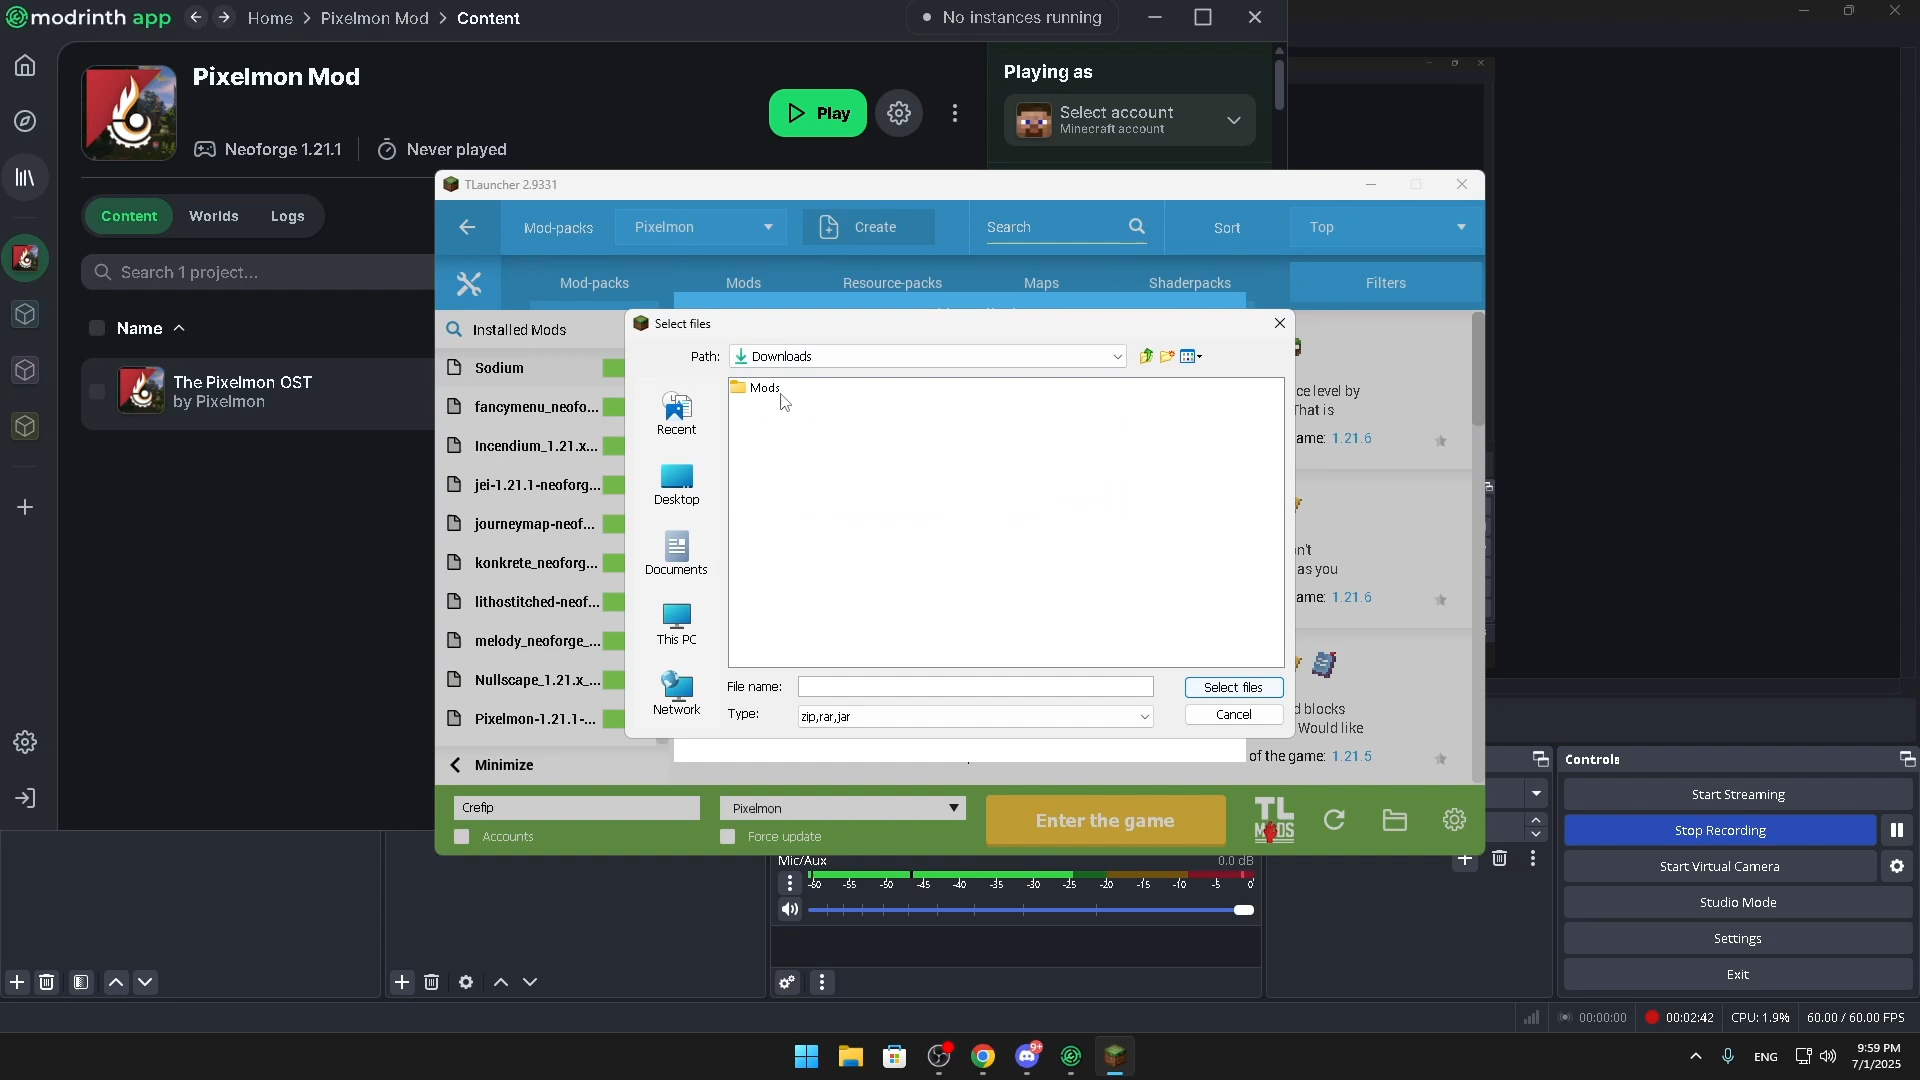 modrinth app
Home > Pixelmon Mod > Content
No instances running
Pixelmon Mod
Neoforge 1.21.1
Never played
Play
Playing as
Select account
Minecraft account
Content
Worlds
Logs
Search 1 project...
Name
The Pixelmon OST
by Pixelmon
TLauncher 2.9331
Mod-packs
Pixelmon
Create
Search
Sort
Top
Mod-packs
Mods
Resource-packs
Maps
Shaderpacks
Filters
Installed Mods
Sodium
fancymenu_neofo...
Incendium_1.21.x...
jei-1.21.1-neoforg...
journeymap-neof...
konkrete_neoforg...
lithostitched-neof...
melody_neoforge_...
Nullscape_1.21.x_...
Pixelmon-1.21.1-...
Minimize
Select files
Path:
Downloads
Mods
Recent
Desktop
Documents
This PC
Network
File name:
Select files
Type:
zip,rar,jar
Cancel
ce level by
That is
ame: 1.21.6
n't
as you
ame: 1.21.6
d blocks
Would like
of the game: 1.21.5
Crefip
Accounts
Pixelmon
Force update
Enter the game
TL
MODS
Mic/Aux
0.0 dB
-60 -55 -50 -45 -40 -35 -30 -25 -20 -15 -10 -5 0
Controls
Start Streaming
Stop Recording
Start Virtual Camera
Studio Mode
Settings
Exit
00:00:00
00:02:42
CPU: 1.9%
60.00 / 60.00 FPS
9+
ENG
9:59 PM
7/1/2025